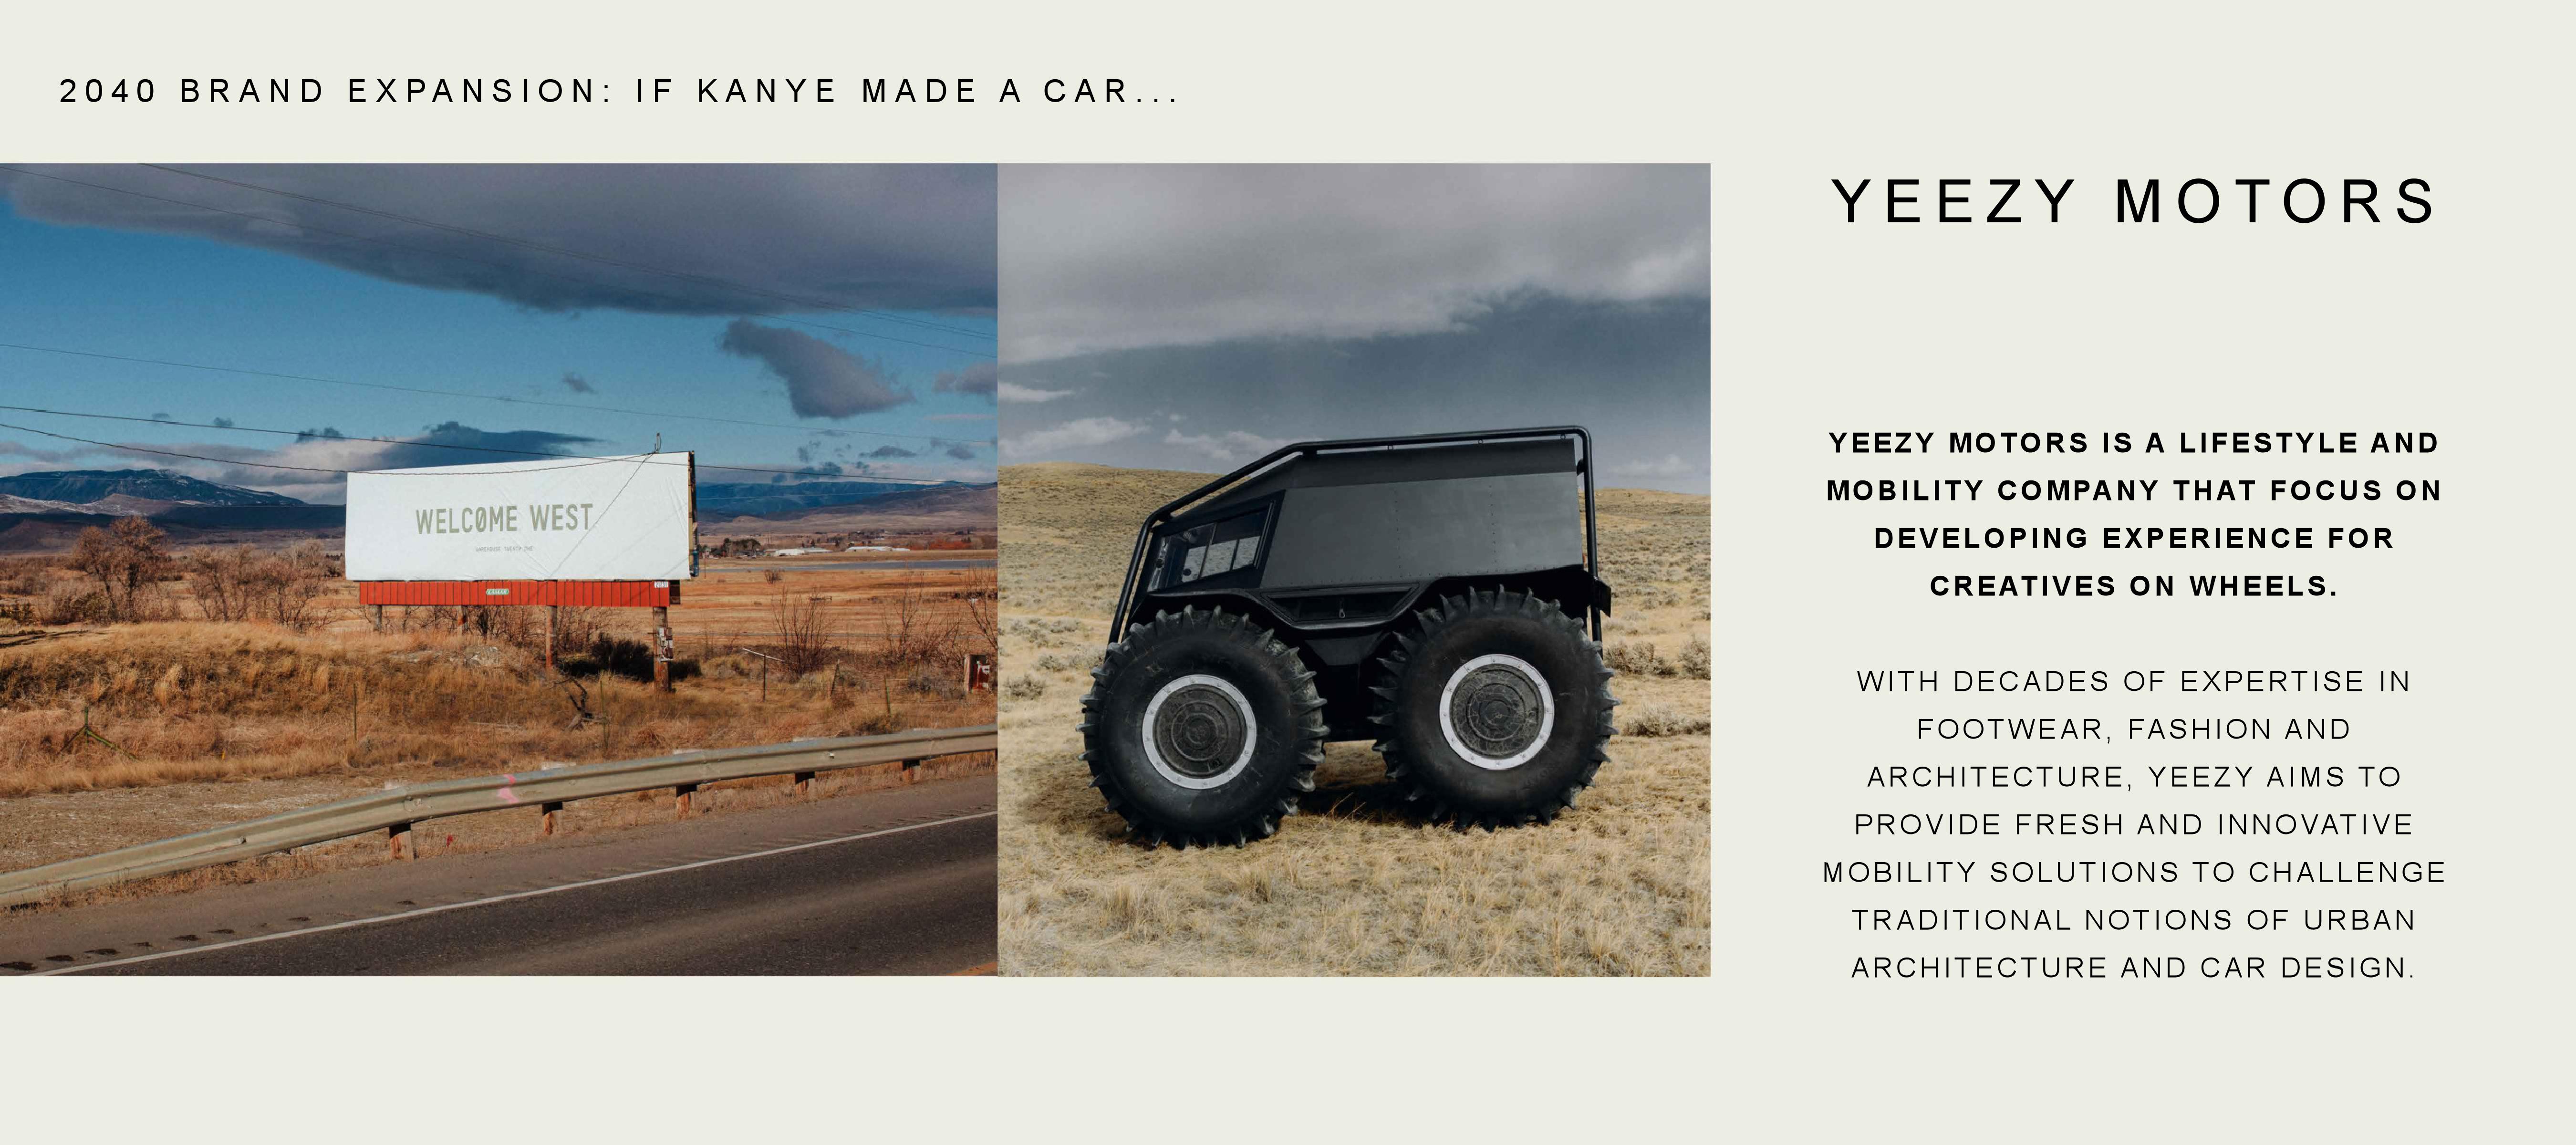 2040 BRAND EXPANSION: IF KANYE MADE A CAR...
WELCØME WEST
LAMAR
YEEZY MOTORS
YEEZY MOTORS IS A LIFESTYLE AND
MOBILITY COMPANY THAT FOCUS ON
DEVELOPING EXPERIENCE FOR
CREATIVES ON WHEELS.
WITH DECADES OF EXPERTISE IN
FOOTWEAR, FASHION AND
ARCHITECTURE, YEEZY AIMS TO
PROVIDE FRESH AND INNOVATIVE
MOBILITY SOLUTIONS TO CHALLENGE
TRADITIONAL NOTIONS OF URBAN
ARCHITECTURE AND CAR DESIGN.